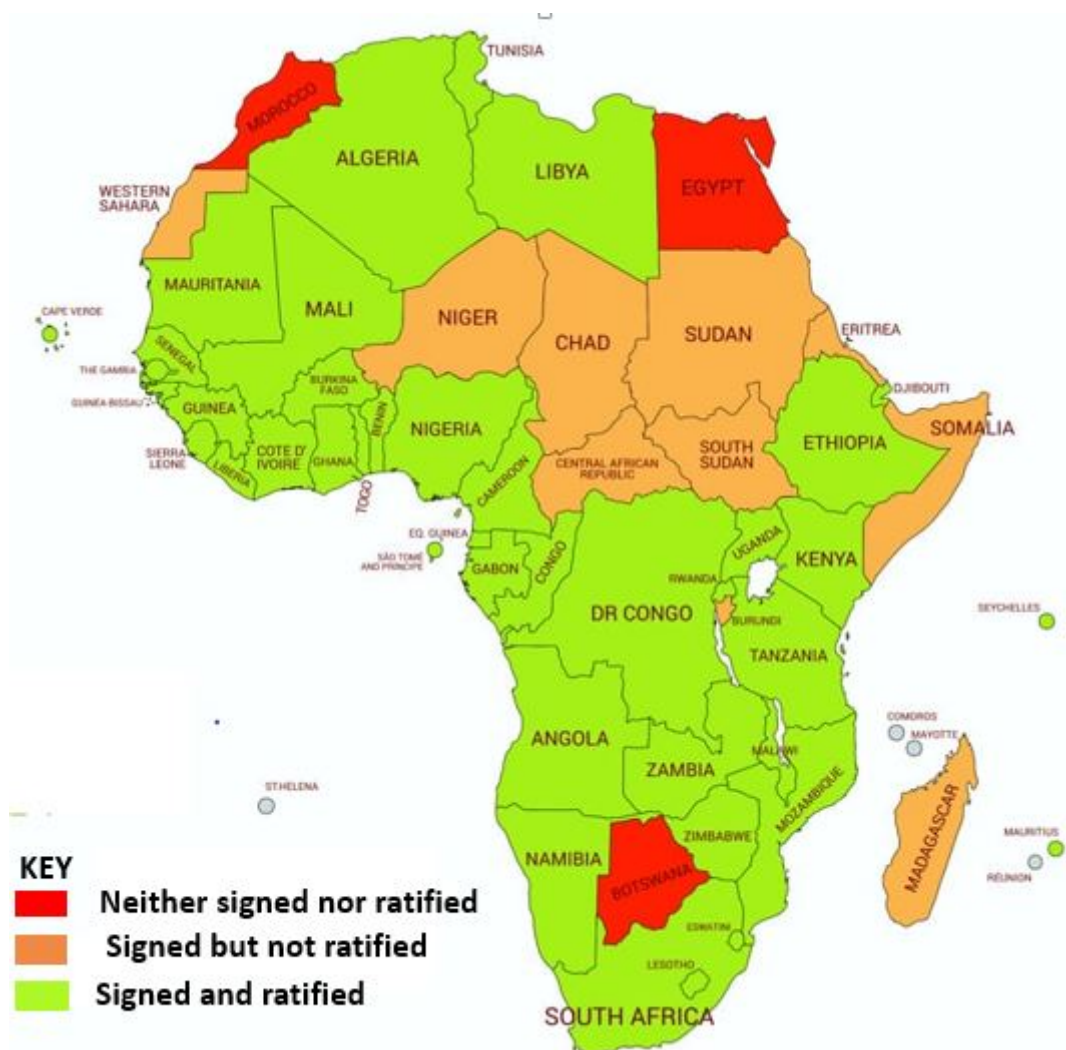 TUNISIA
MOROCCO
ALGERIA
LIBYA
EGYPT
WESTERN
SAHARA
MAURITANIA
MALI
NIGER
CHAD
SUDAN
ERITREA
CAPE VERDE
SENEGAL
THE GAMBIA
BURKINA
FASO
DJIBOUTI
GUINEA-BISSAU
GUINEA
BENIN
NIGERIA
SOMALIA
ETHIOPIA
SOUTH
SUDAN
SIERRA
LEONE
LIBERIA
COTE D'
IVOIRE
GHANA
TOGO
CENTRAL AFRICAN
REPUBLIC
CAMEROON
EQ. GUINEA
SÃO TOMÉ
AND PRÍNCIPE
GABON
CONGO
UGANDA
KENYA
RWANDA
DR CONGO
BURUNDI
SEYCHELLES
TANZANIA
COMOROS
MAYOTTE
ANGOLA
MALAWI
ZAMBIA
MOZAMBIQUE
ST.HELENA
MADAGASCAR
MAURITIUS
RÉUNION
ZIMBABWE
NAMIBIA
BOTSWANA
ESWATINI
LESOTHO
SOUTH AFRICA
KEY
Neither signed nor ratified
Signed but not ratified
Signed and ratified